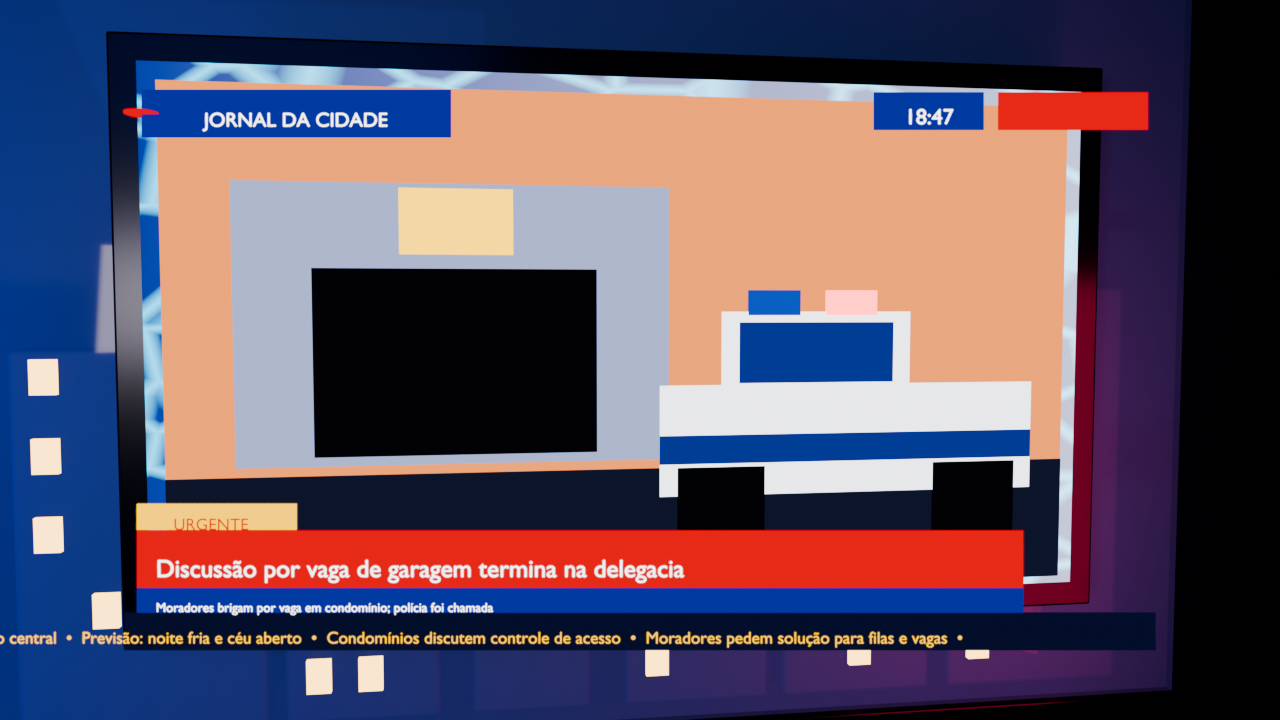 JORNAL DA CIDADE
18:47
URGENTE
Discussão por vaga de garagem termina na delegacia
Moradores brigam por vaga em condomínio; polícia foi chamada
central • Previsão: noite fria e céu aberto • Condomínios discutem controle de acesso • Moradores pedem solução para filas e vagas •